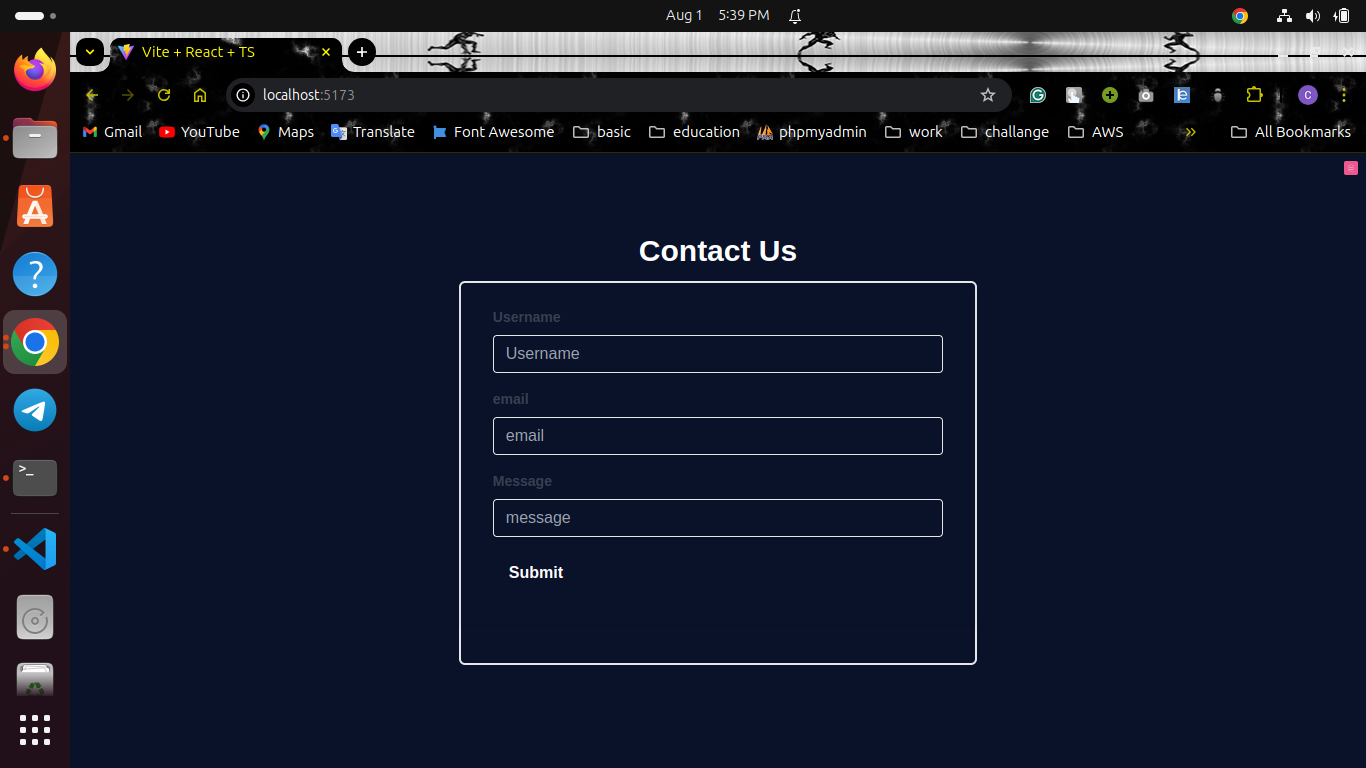 Aug 1 5:39 PM
Vite + React + TS
localhost:5173
Gmail YouTube Maps Translate Font Awesome basic education phpmyadmin work challange AWS » All Bookmarks
Contact Us
Username
Username
email
email
Message
message
Submit